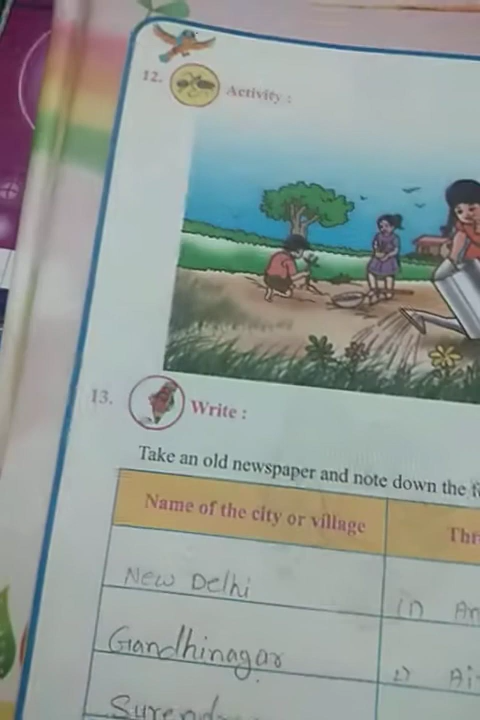 12. Activity :
13. Write :
Take an old newspaper and note down the
Name of the city or village
New Delhi in
Gandhinagar